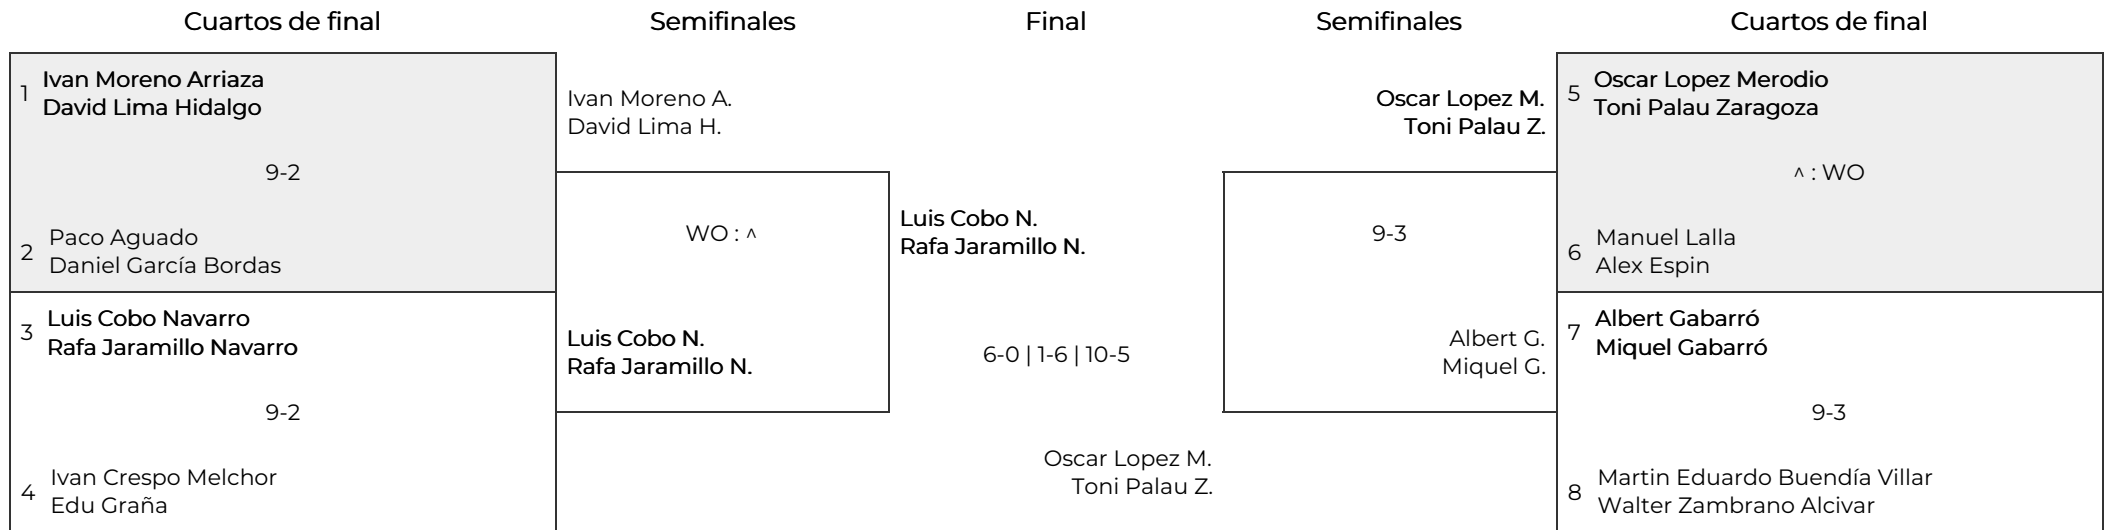 Cuartos de final
Semifinales
Final
Semifinales
Cuartos de final
1
Ivan Moreno Arriaza
David Lima Hidalgo
9-2
2
Paco Aguado
Daniel García Bordas
3
Luis Cobo Navarro
Rafa Jaramillo Navarro
9-2
4
Ivan Crespo Melchor
Edu Graña
Ivan Moreno A.
David Lima H.
WO : ^
Luis Cobo N.
Rafa Jaramillo N.
Luis Cobo N.
Rafa Jaramillo N.
6-0 | 1-6 | 10-5
Oscar Lopez M.
Toni Palau Z.
Oscar Lopez M.
Toni Palau Z.
9-3
Albert G.
Miquel G.
5
Oscar Lopez Merodio
Toni Palau Zaragoza
^ : WO
6
Manuel Lalla
Alex Espin
7
Albert Gabarró
Miquel Gabarró
9-3
8
Martin Eduardo Buendía Villar
Walter Zambrano Alcivar